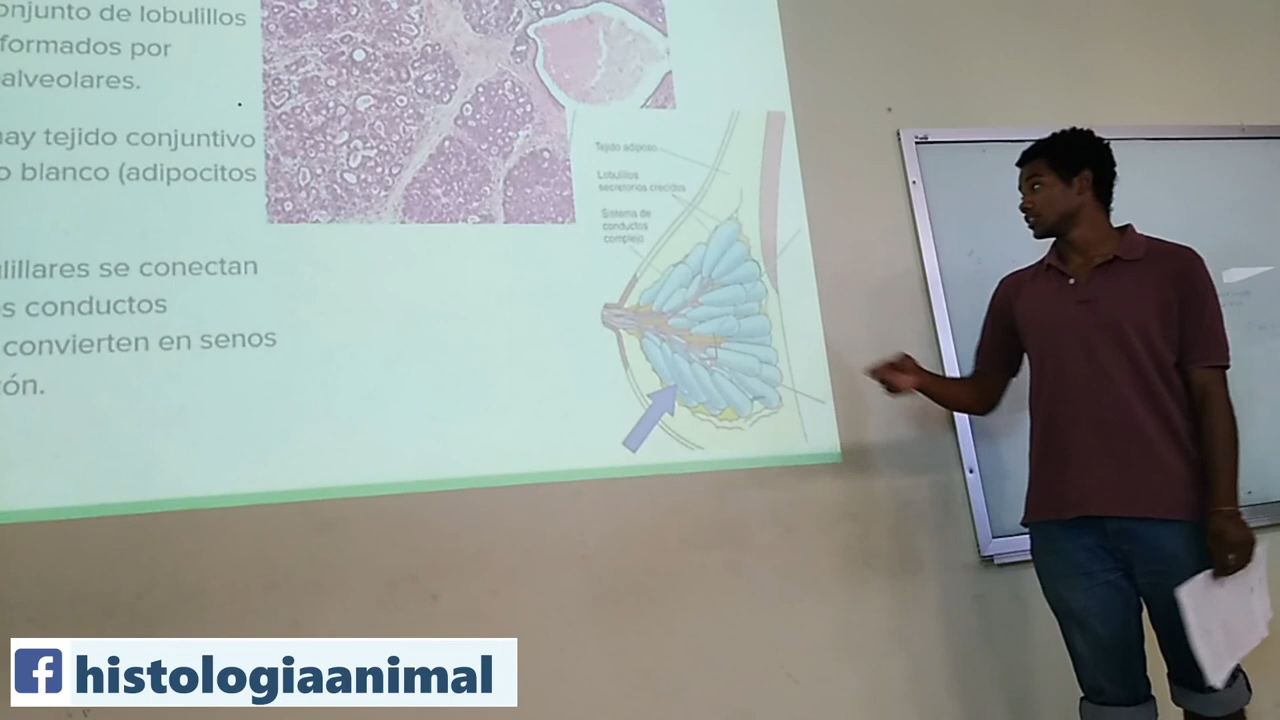 onjunto de lobulillos
formados por
alveolares.
ay tejido conjuntivo
o blanco (adipocitos
lillares se conectan
s conductos
convierten en senos
ón.
Tejido adiposo
Lobulillos
secretorios crecidos
Sistema de
conductos
complejo
histologiaanimal